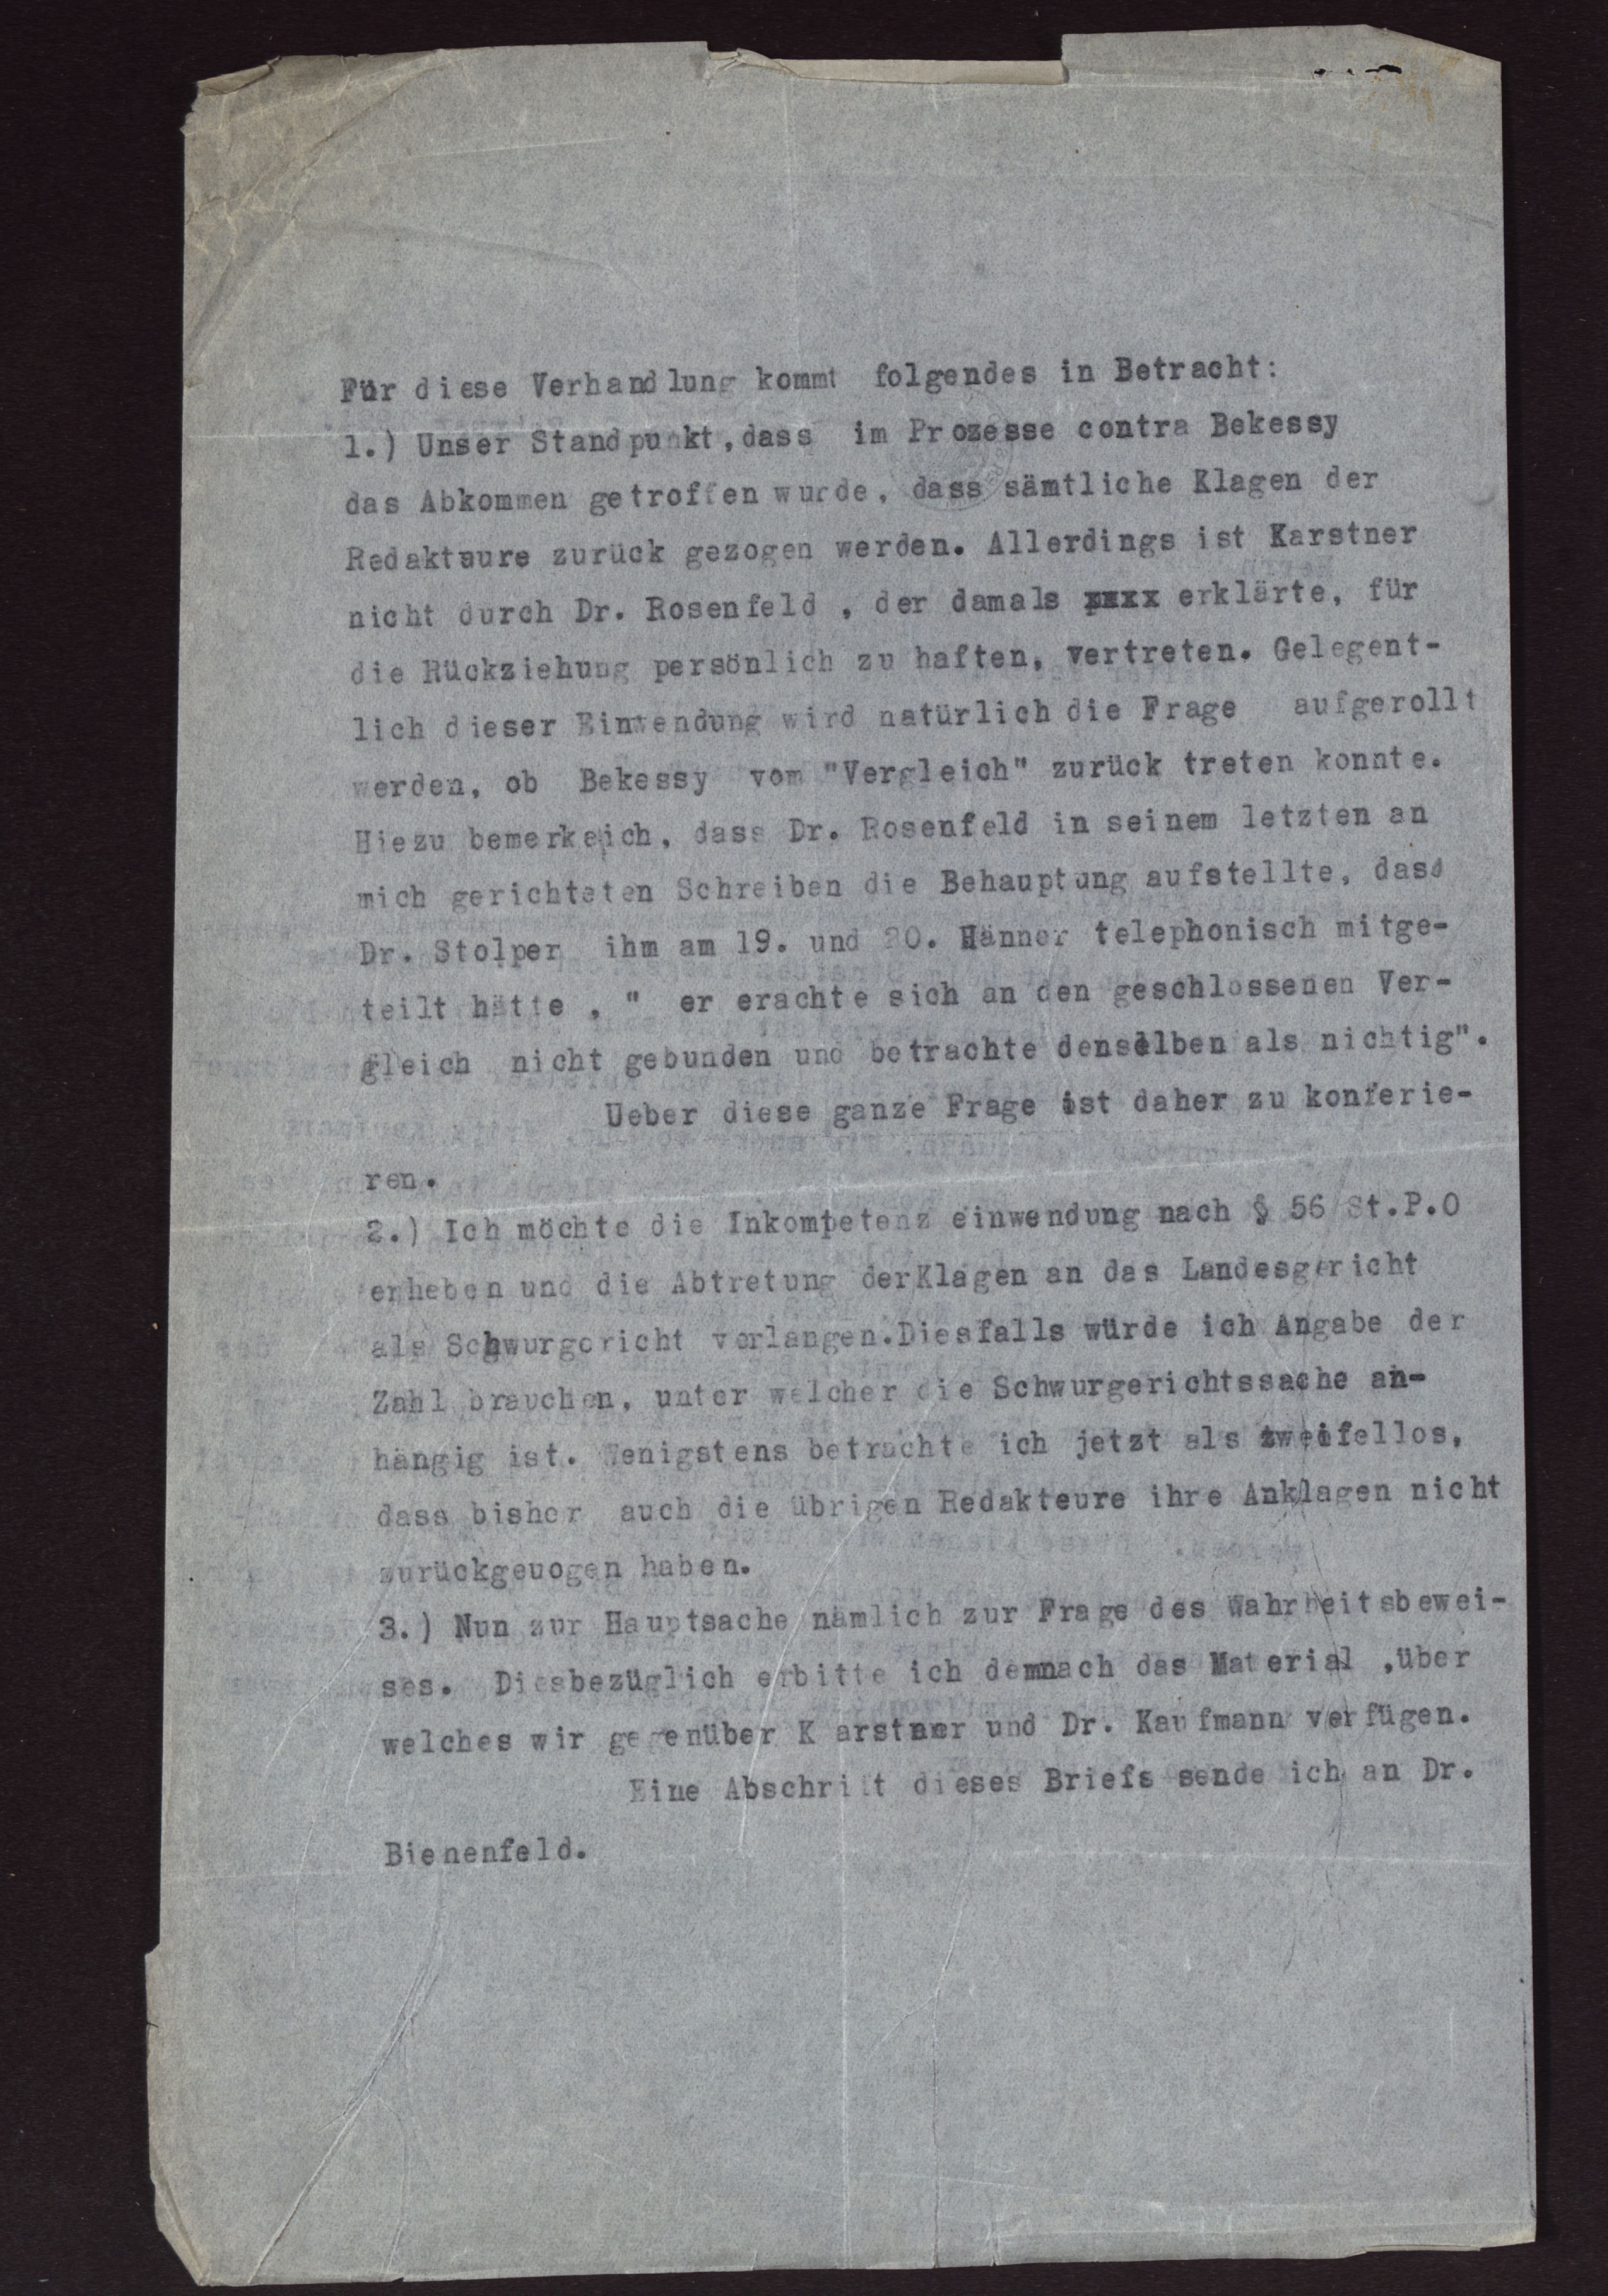 Für diese Verhandlung kommt folgendes in Betracht:
1.) Unser Standpunkt, dass im Prozesse contra Bekessy
das Abkommen getroffen wurde, dass sämtliche Klagen der
Redakteure zurück gezogen werden. Allerdings ist Karstner
nicht durch Dr. Rosenfeld , der damals xxxx erklärte, für
die Rückziehung persönlich zu haften, vertreten. Gelegent-
lich dieser Einwendung wird natürlich die Frage aufgerollt
werden, ob Bekessy vom "Vergleich" zurück treten konnte.
Hiezu bemerke ich, dass Dr. Rosenfeld in seinem letzten an
mich gerichteten Schreiben die Behauptung aufstellte, dass
Dr. Stolper ihm am 19. und 20. Hänner telephonisch mitge-
teilt hätte , " er erachte sich an den geschlossenen Ver-
gleich nicht gebunden und betrachte denselben als nichtig".
Ueber diese ganze Frage ist daher zu konferie-
ren.
2.) Ich möchte die Inkompetenz einwendung nach § 56 St.P.O
erheben und die Abtretung derKlagen an das Landesgericht
als Schwurgericht verlangen.Diesfalls würde ich Angabe der
Zahl brauchen, unter welcher die Schwurgerichtssache an-
hängig ist. Wenigstens betrachte ich jetzt als zweifellos,
dass bisher auch die übrigen Redakteure ihre Anklagen nicht
zurückgeuogen haben.
3.) Nun zur Hauptsache nämlich zur Frage des Wahrheitsbewei-
ses. Diesbezüglich erbitte ich demnach das Material ,über
welches wir gegenüber K arstner und Dr. Kaufmann verfügen.
Eine Abschrift dieses Briefs sende ich an Dr.
Bienenfeld.